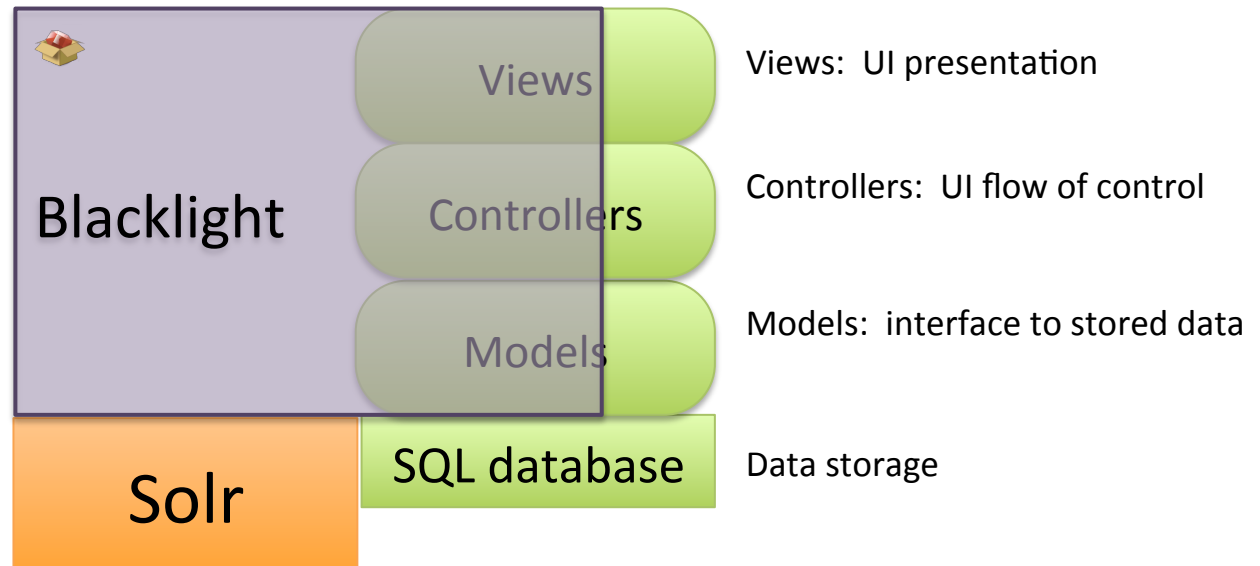 Views
Views: UI presentation
Blacklight
Controllers
Controllers: UI flow of control
Models
Models: interface to stored data
Solr
SQL database
Data storage